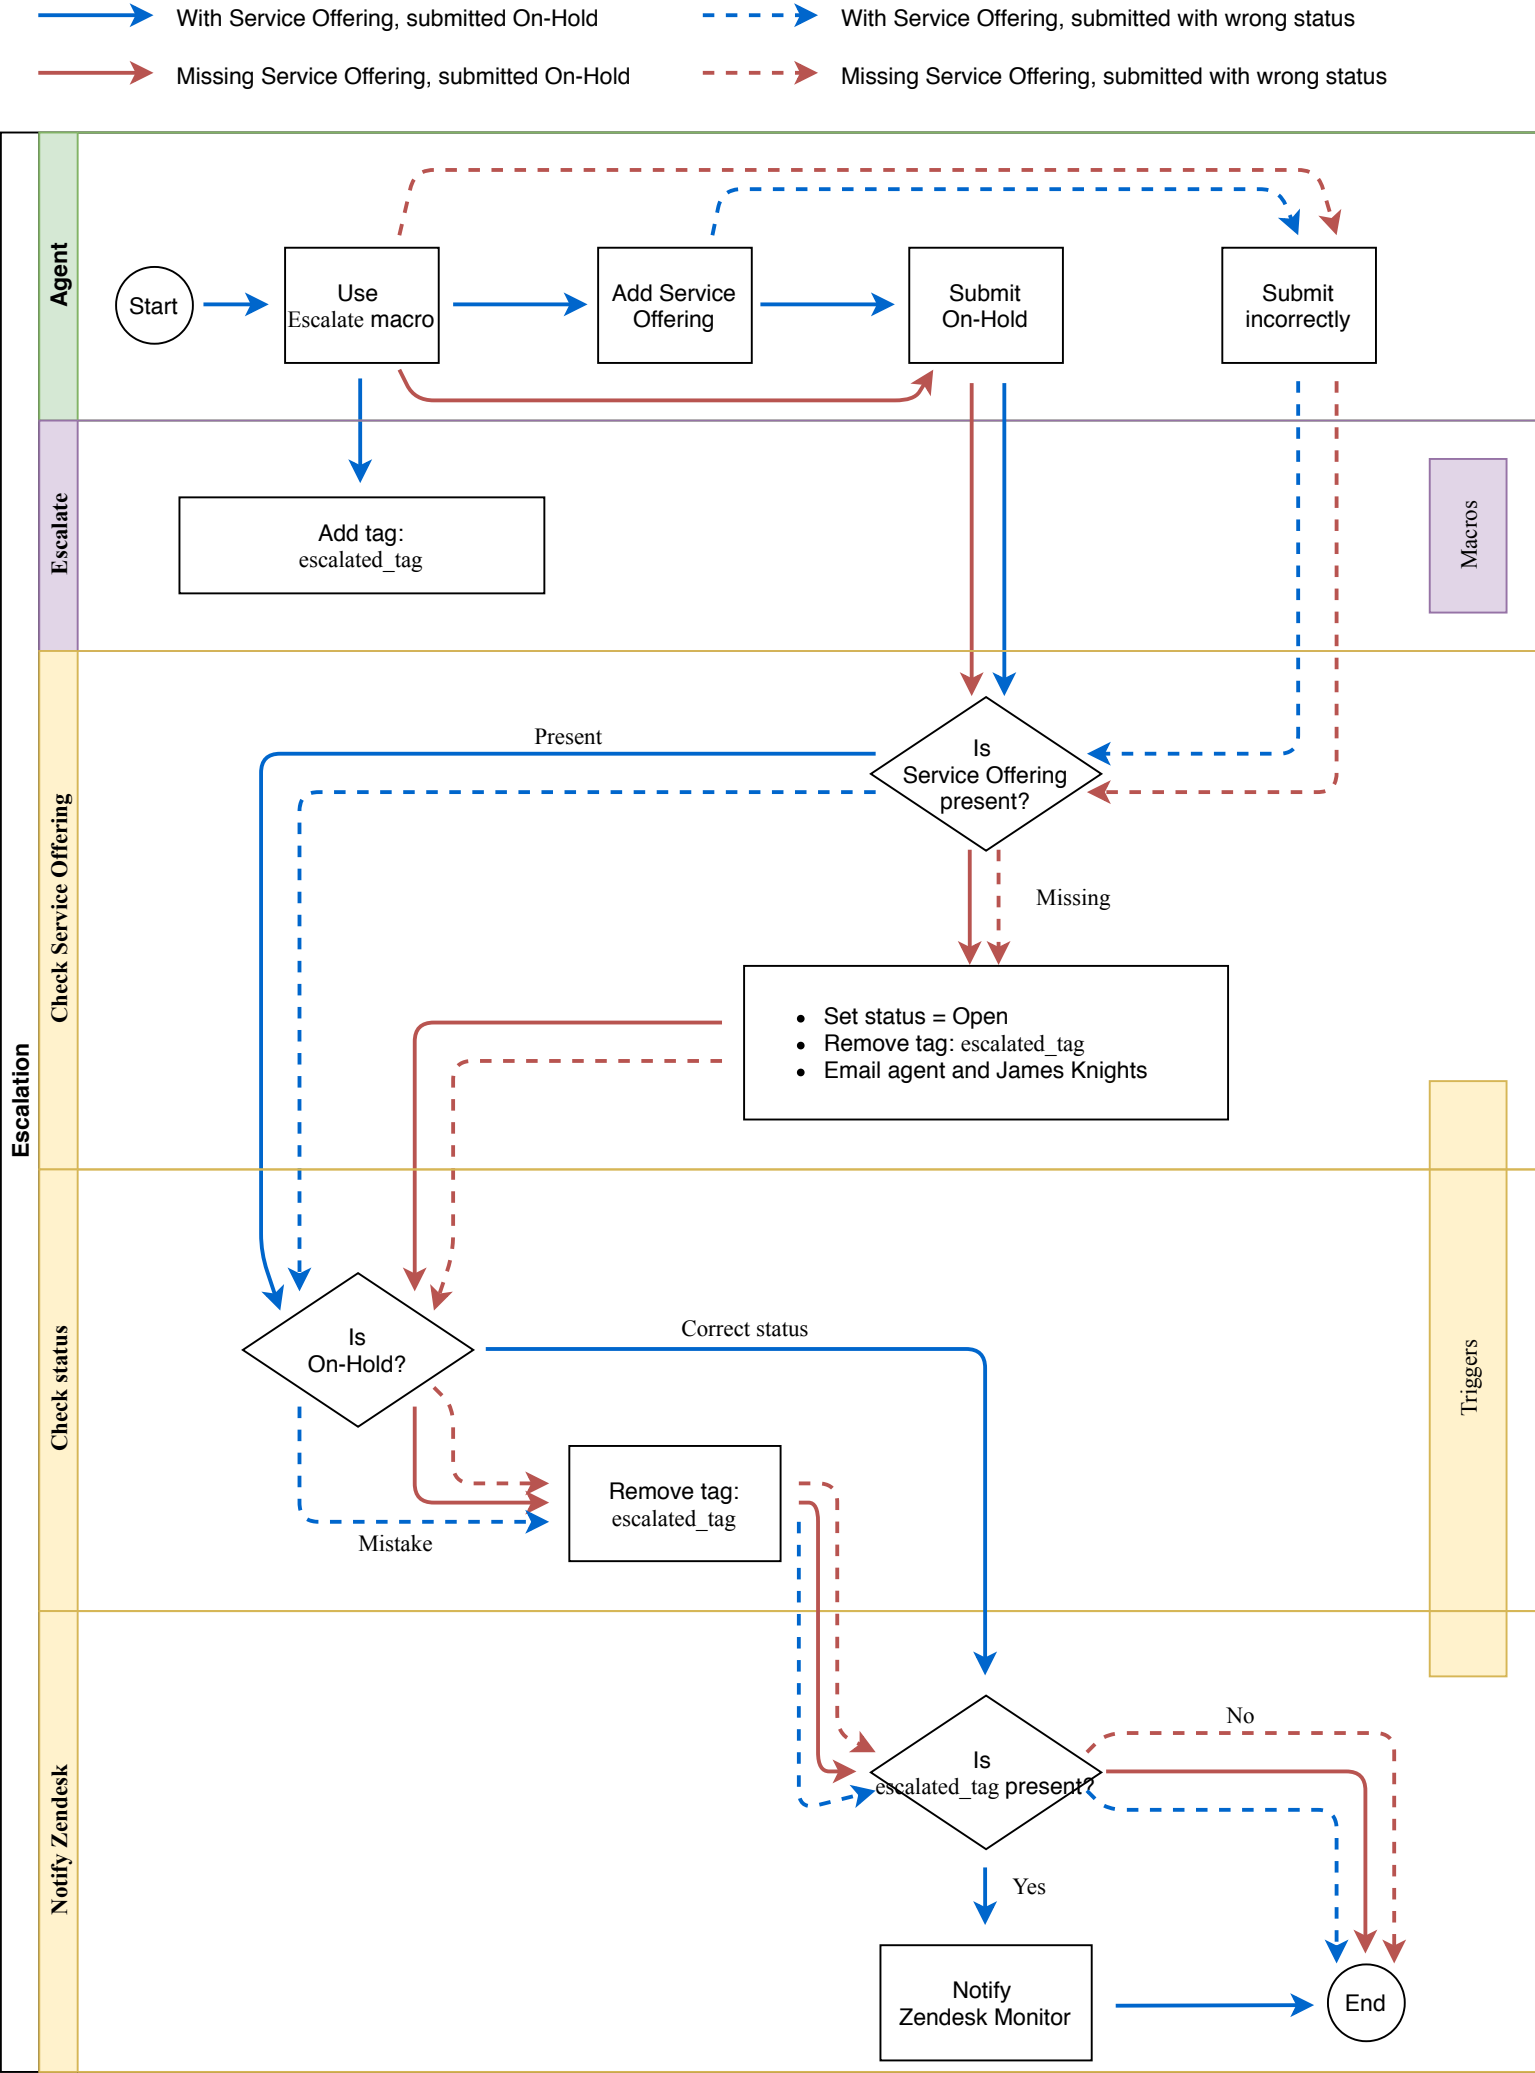 With Service Offering, submitted On-Hold
With Service Offering, submitted with wrong status
Missing Service Offering, submitted On-Hold
Missing Service Offering, submitted with wrong status
Escalation
Agent
Start
Use
Escalate macro
Add Service
Offering
Submit
On-Hold
Submit
incorrectly
Escalate
Add tag:
escalated_tag
Macros
Check Service Offering
Is
Service Offering
present?
Present
Missing
• Set status = Open
• Remove tag: escalated_tag
• Email agent and James Knights
Triggers
Check status
Is
On-Hold?
Correct status
Mistake
Remove tag:
escalated_tag
Notify Zendesk
Is
escalated_tag present?
No
Yes
Notify
Zendesk Monitor
End